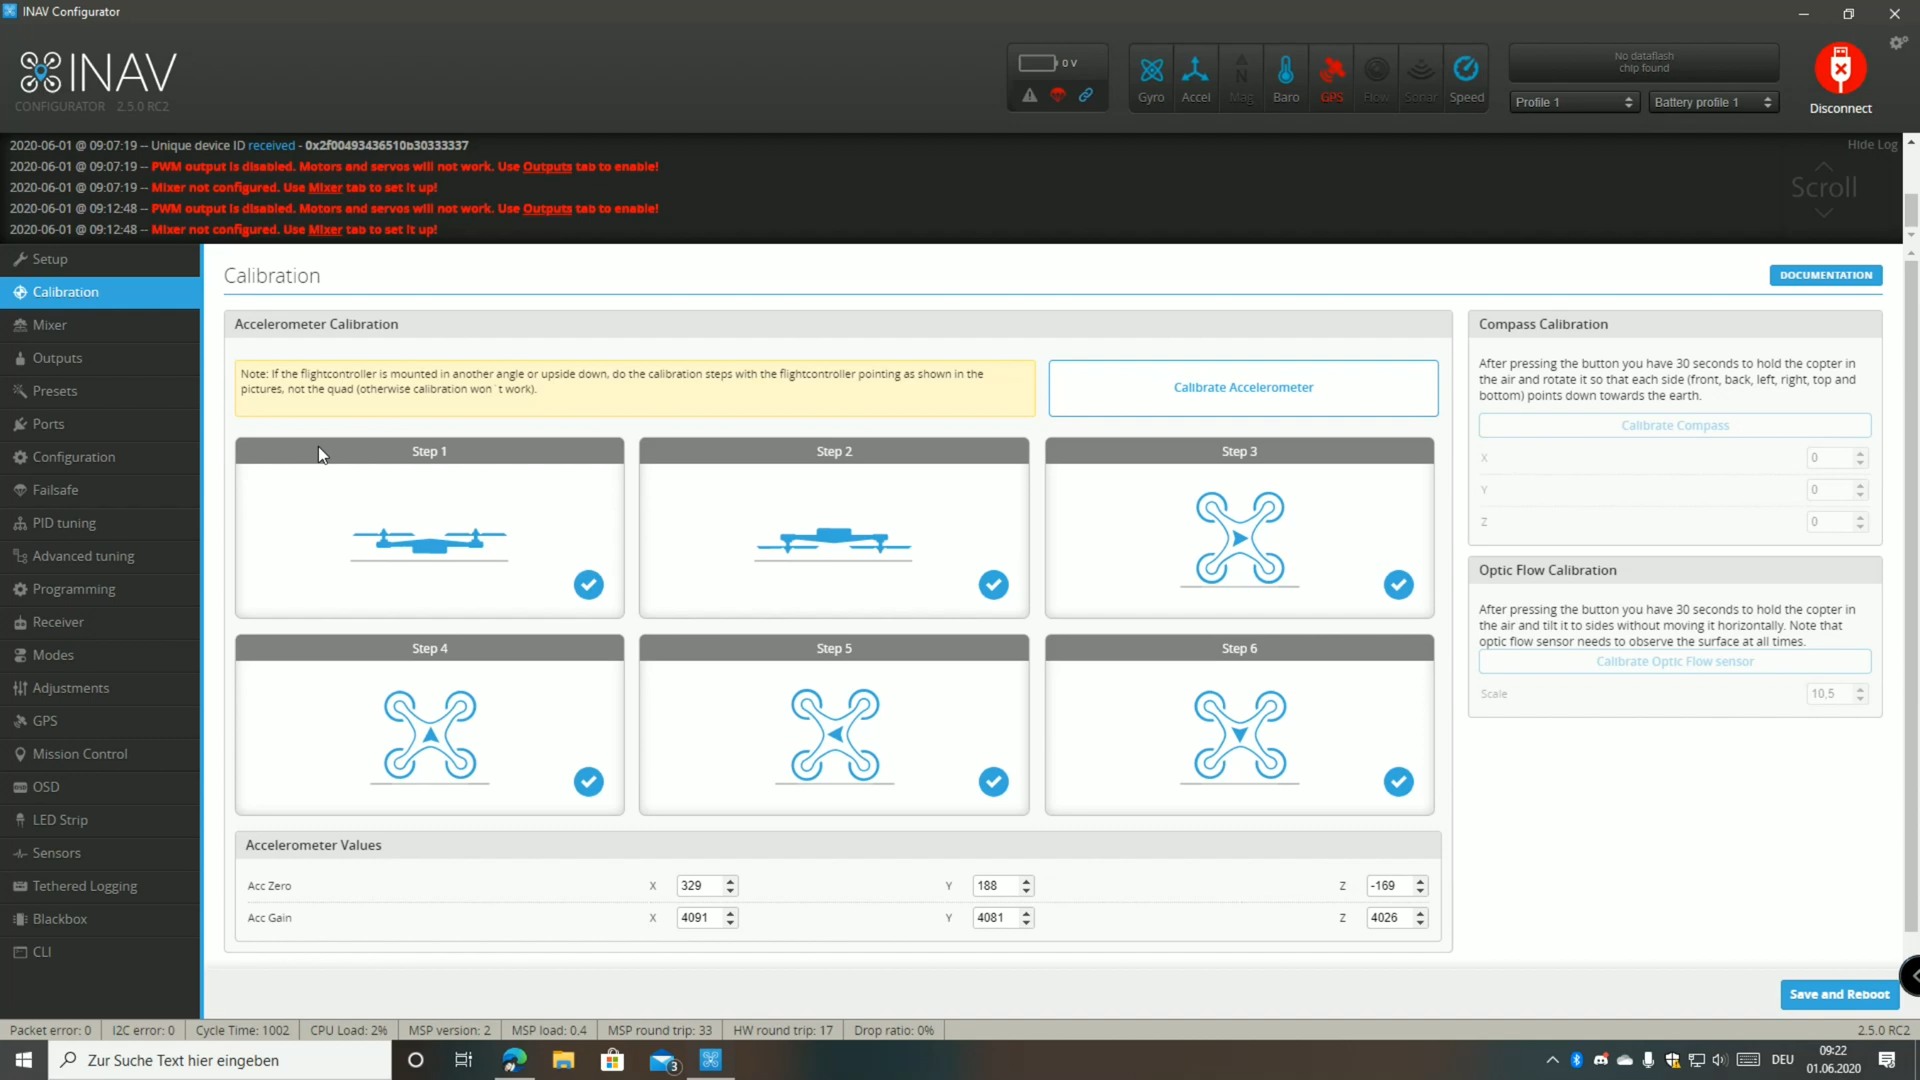 INAV Configurator
INAV
CONFIGURATOR 2.5.0 RC2
0 V
Gyro
Accel
Mag
Baro
GPS
Flow
Sonar
Speed
No dataflash
chip found
Profile 1
Battery profile 1
Disconnect
2020-06-01 @ 09:07:19 -- Unique device ID received - 0x2f00493436510b30333337
2020-06-01 @ 09:07:19 -- PWM output is disabled. Motors and servos will not work. Use Outputs tab to enable!
2020-06-01 @ 09:07:19 -- Mixer not configured. Use Mixer tab to set it up!
2020-06-01 @ 09:12:48 -- PWM output is disabled. Motors and servos will not work. Use Outputs tab to enable!
2020-06-01 @ 09:12:48 -- Mixer not configured. Use Mixer tab to set it up!
Hide Log
Scroll
Setup
Calibration
Mixer
Outputs
Presets
Ports
Configuration
Failsafe
PID tuning
Advanced tuning
Programming
Receiver
Modes
Adjustments
GPS
Mission Control
OSD
LED Strip
Sensors
Tethered Logging
Blackbox
CLI
Calibration
DOCUMENTATION
Accelerometer Calibration
Note: If the flightcontroller is mounted in another angle or upside down, do the calibration steps with the flightcontroller pointing as shown in the
pictures, not the quad (otherwise calibration won`t work).
Calibrate Accelerometer
Step 1
Step 2
Step 3
Step 4
Step 5
Step 6
Accelerometer Values
Acc Zero X 329 Y 188 Z -169
Acc Gain X 4091 Y 4081 Z 4026
Compass Calibration
After pressing the button you have 30 seconds to hold the copter in
the air and rotate it so that each side (front, back, left, right, top and
bottom) points down towards the earth.
Calibrate Compass
X 0
Y 0
Z 0
Optic Flow Calibration
After pressing the button you have 30 seconds to hold the copter in
the air and tilt it to sides without moving it horizontally. Note that
optic flow sensor needs to observe the surface at all times.
Calibrate Optic Flow sensor
Scale 10,5
Save and Reboot
Packet error: 0 I2C error: 0 Cycle Time: 1002 CPU Load: 2% MSP version: 2 MSP load: 0.4 MSP round trip: 33 HW round trip: 17 Drop ratio: 0% 2.5.0 RC2
Zur Suche Text hier eingeben
3
DEU
09:22
01.06.2020